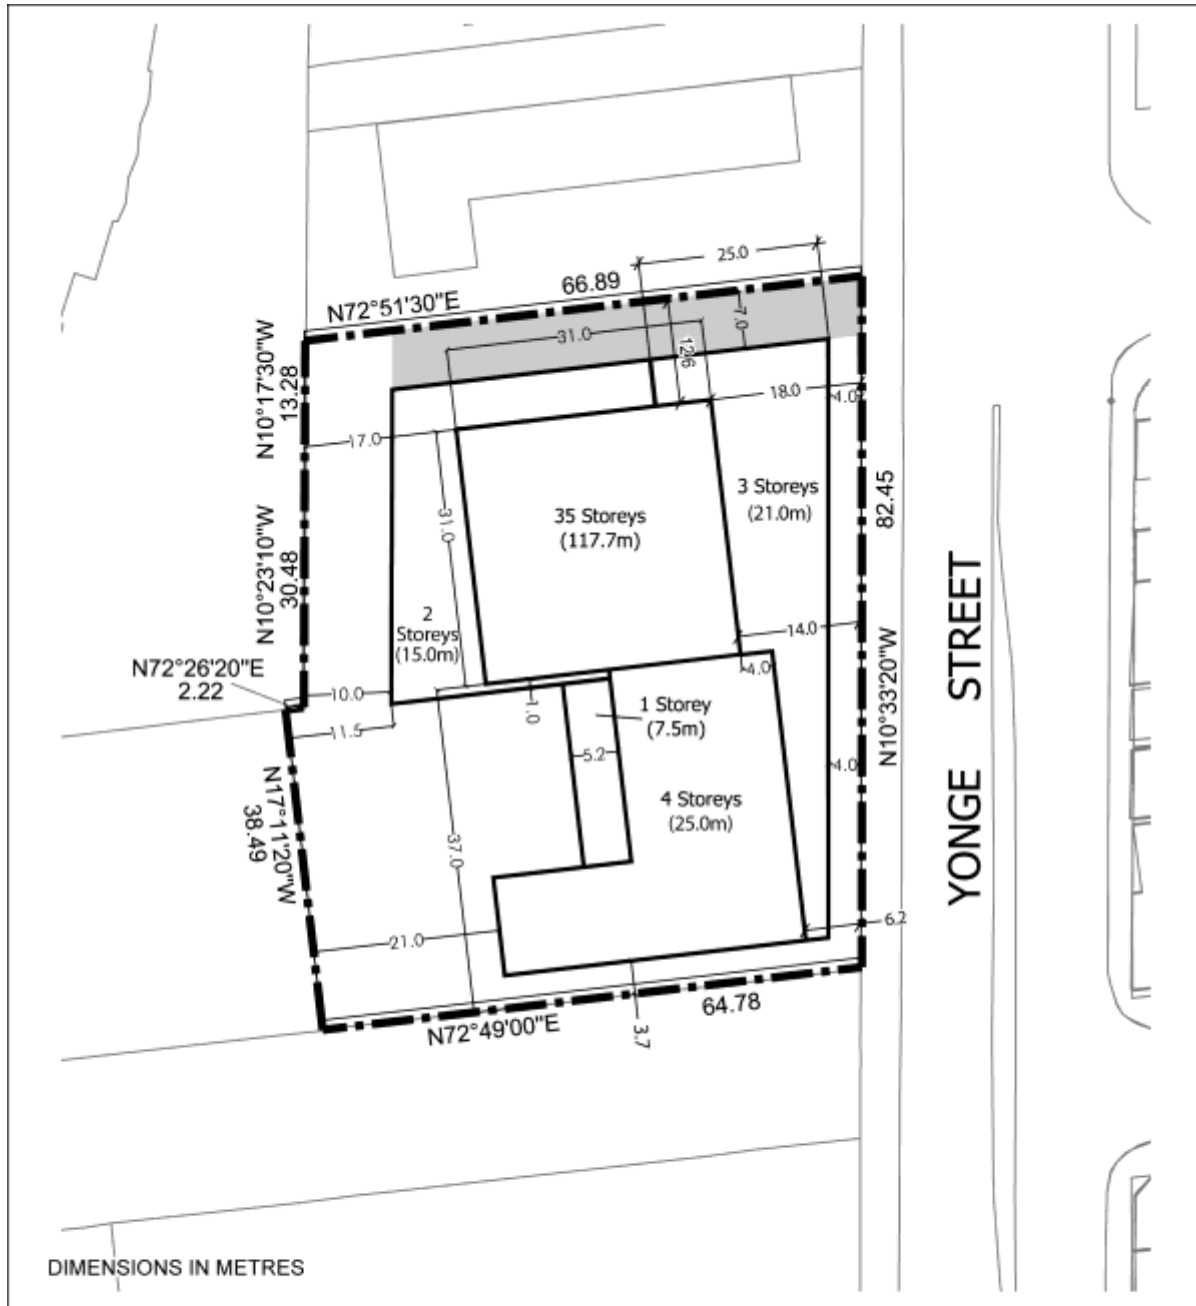 25.0
66.89
N72°51'30"E
7.0
31.0
12.6
N10°17'30"W
13.28
18.0
4.0
17.0
82.45
3 Storeys
(21.0m)
35 Storeys
(117.7m)
31.0
N10°23'10"W
30.48
2
Storeys
(15.0m)
14.0
N72°26'20"E
2.22
4.0
10.0
1 Storey
(7.5m)
1.0
11.5
N10°33'20"W
YONGE STREET
5.2
4.0
4 Storeys
(25.0m)
N17°11'20"W
38.49
37.0
6.2
21.0
64.78
N72°49'00"E
3.7
DIMENSIONS IN METRES